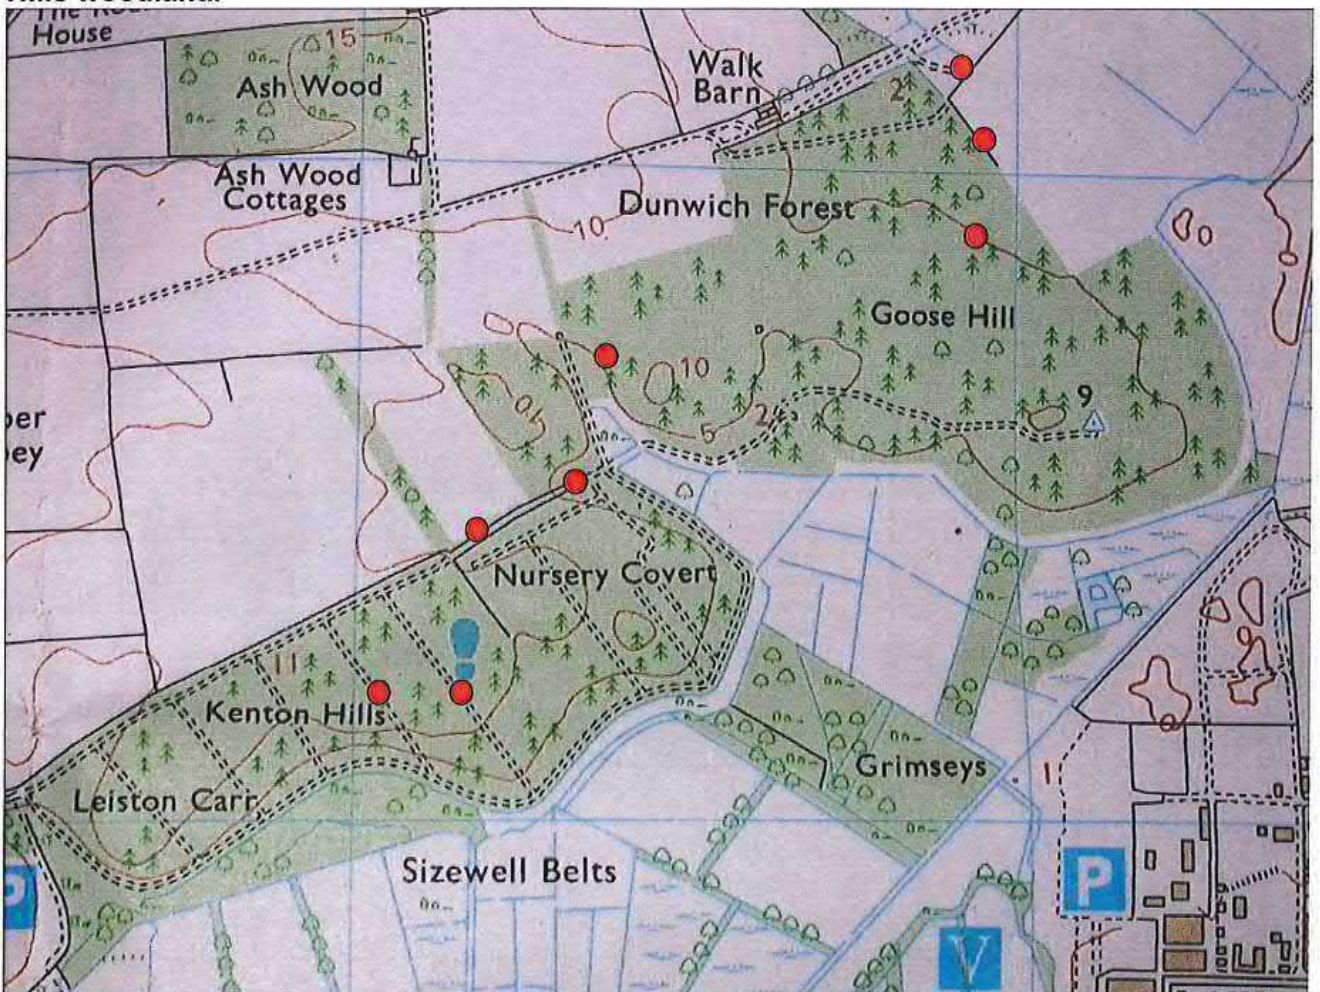 House
15
Ash Wood
Walk
Barn
2
Ash Wood
Cottages
Dunwich Forest
10
Goose Hill
10
9
5
2
Nursery Covert
11
Kenton Hills
Leiston Carr
Grimseys
1
Sizewell Belts
P
P
V